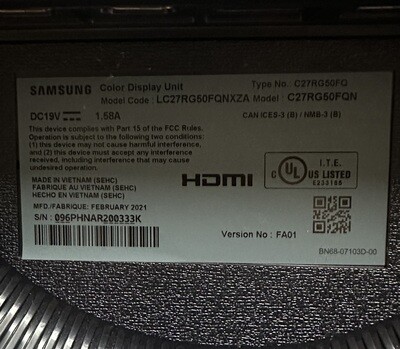 SAMSUNG Color Display Unit Type No.: C27RG50FQ
Model Code : LC27RG50FQNXZA Model : C27RG50FQN
DC19V 1.58A CAN ICES-3 (B) / NMB-3 (B)
This device complies with Part 15 of the FCC Rules.
Operation is subject to the following two conditions:
(1) this device may not cause harmful interference,
and (2) this device must accept any interference
received, including interference that may cause
undesired operation.
HDMI
C UL US LISTED
I.T.E.
E333168
MADE IN VIETNAM (SEHC)
FABRIQUÉ AU VIETNAM (SEHC)
HECHO EN VIETNAM (SEHC)
MFD./FABRIQUE: FEBRUARY 2021
S/N : 096PHNAR200333K
Version No : FA01
BN68-07103D-00